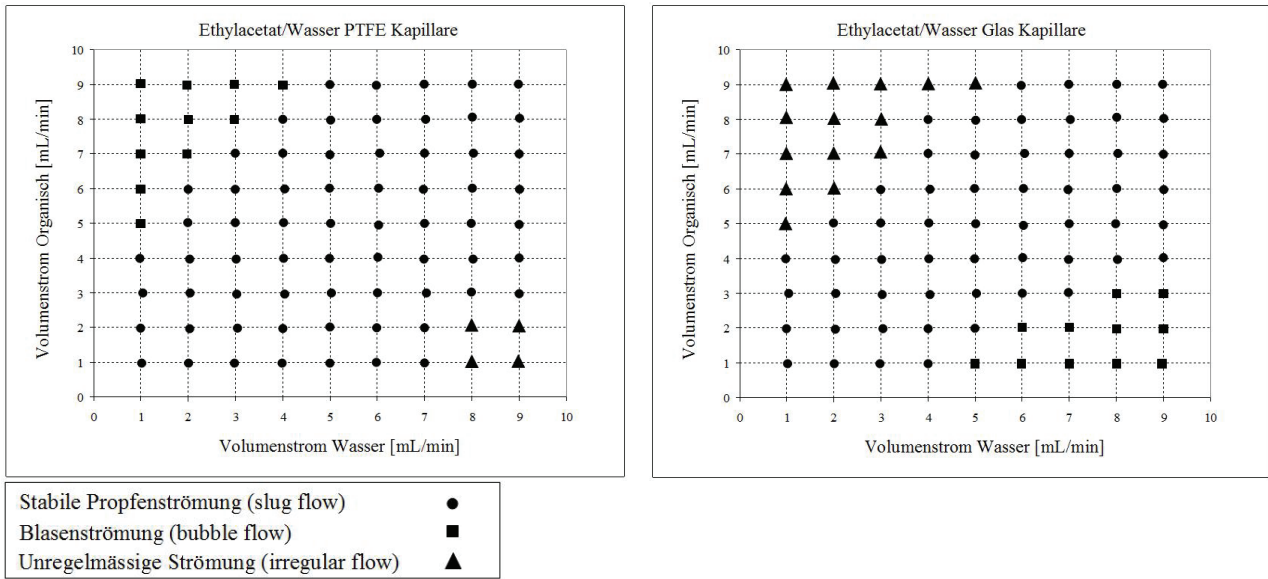 Ethylacetat/Wasser PTFE Kapillare
10
9
8
7
6
5
4
3
2
1
0
0 1 2 3 4 5 6 7 8 9 10
Volumenstrom Organisch [mL/min]
Volumenstrom Wasser [mL/min]
Ethylacetat/Wasser Glas Kapillare
10
9
8
7
6
5
4
3
2
1
0
0 1 2 3 4 5 6 7 8 9 10
Volumenstrom Organisch [mL/min]
Volumenstrom Wasser [mL/min]
Stabile Propfenströmung (slug flow)
Blasenströmung (bubble flow)
Unregelmässige Strömung (irregular flow)